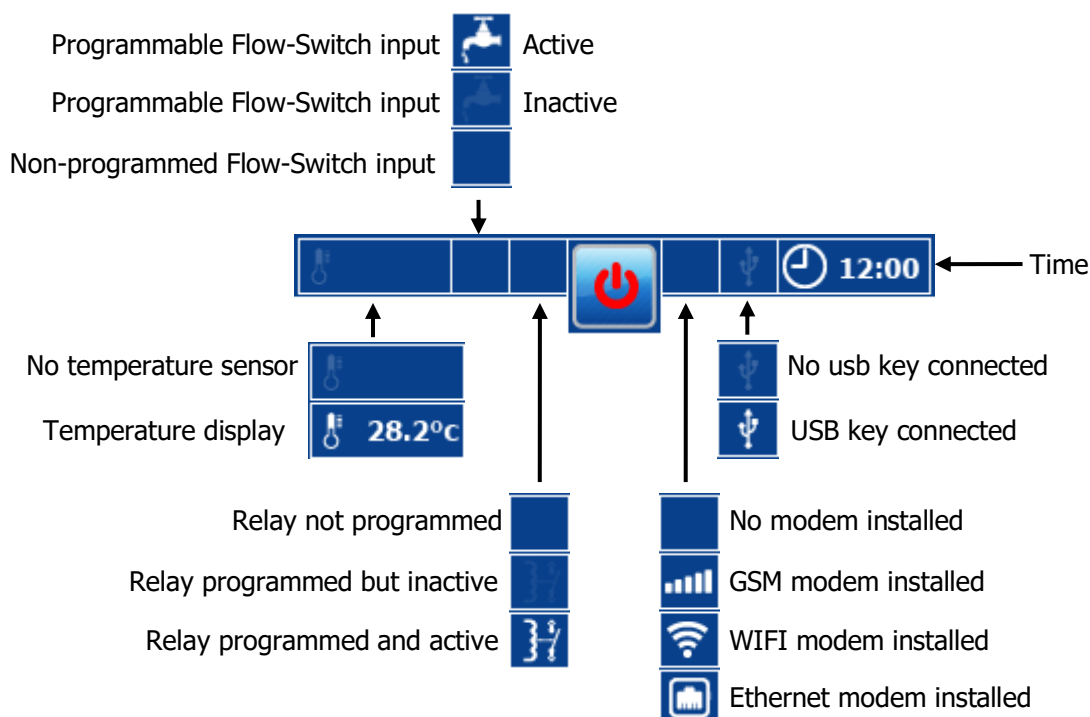 Programmable Flow-Switch input Active
Programmable Flow-Switch input Inactive
Non-programmed Flow-Switch input
12:00 Time
No temperature sensor No usb key connected
Temperature display 28.2°c USB key connected
Relay not programmed No modem installed
Relay programmed but inactive GSM modem installed
Relay programmed and active WIFI modem installed
Ethernet modem installed